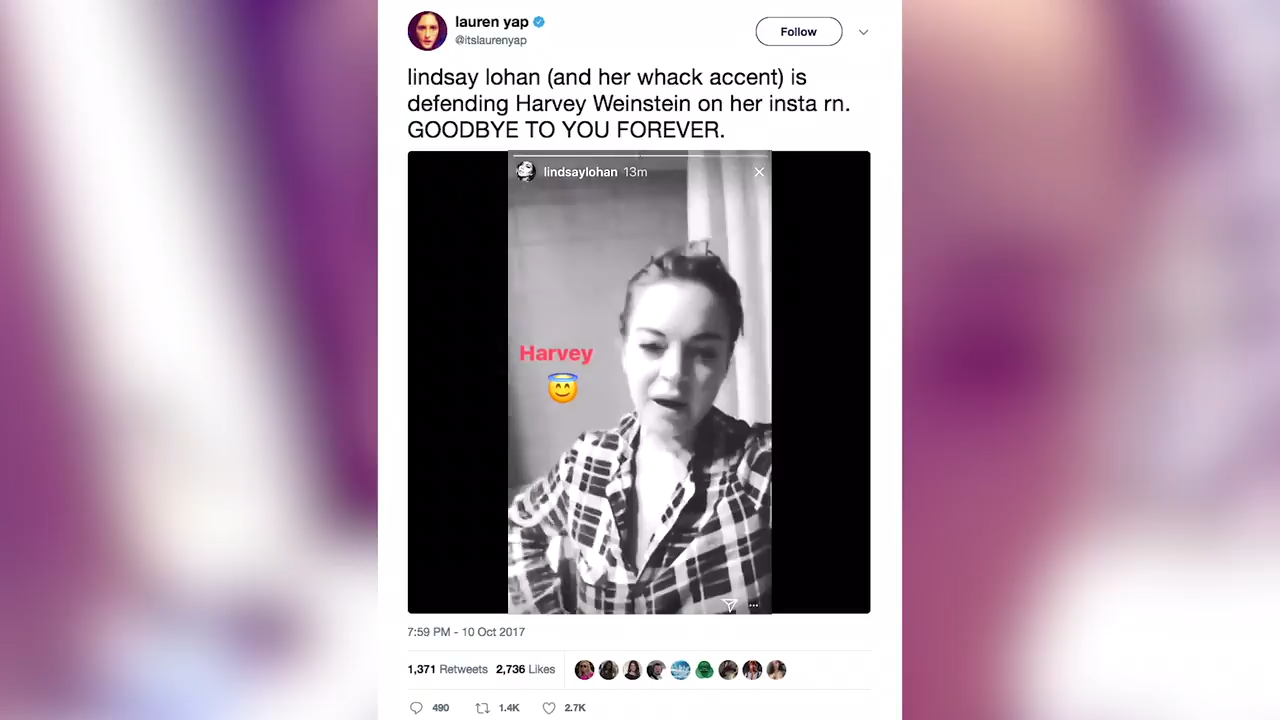 lauren yap
@itslaurenyap
Follow
lindsay lohan (and her whack accent) is
defending Harvey Weinstein on her insta rn.
GOODBYE TO YOU FOREVER.
lindsaylohan 13m
Harvey
7:59 PM - 10 Oct 2017
1,371 Retweets 2,736 Likes
490 1.4K 2.7K